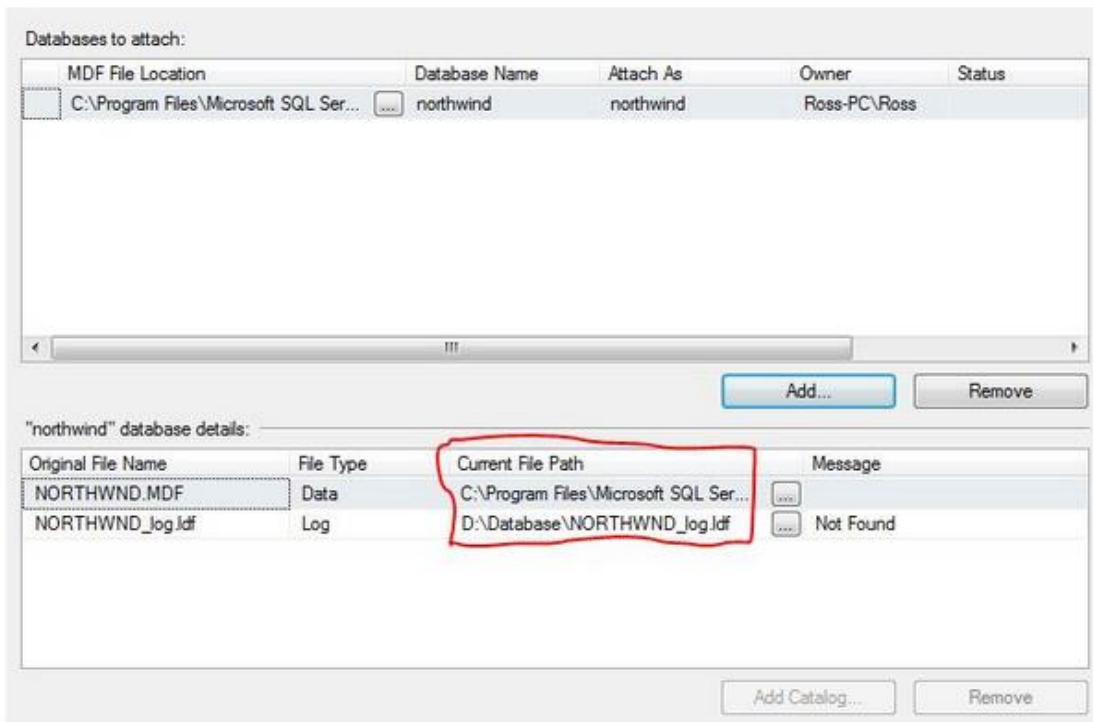 Databases to attach:
MDF File Location Database Name Attach As Owner Status
C:\Program Files\Microsoft SQL Ser... ... northwind northwind Ross-PC\Ross
Add... Remove
"northwind" database details:
Original File Name File Type Current File Path Message
NORTHWND.MDF Data C:\Program Files\Microsoft SQL Ser... ...
NORTHWND_log.ldf Log D:\Database\NORTHWND_log.ldf ... Not Found
Add Catalog... Remove